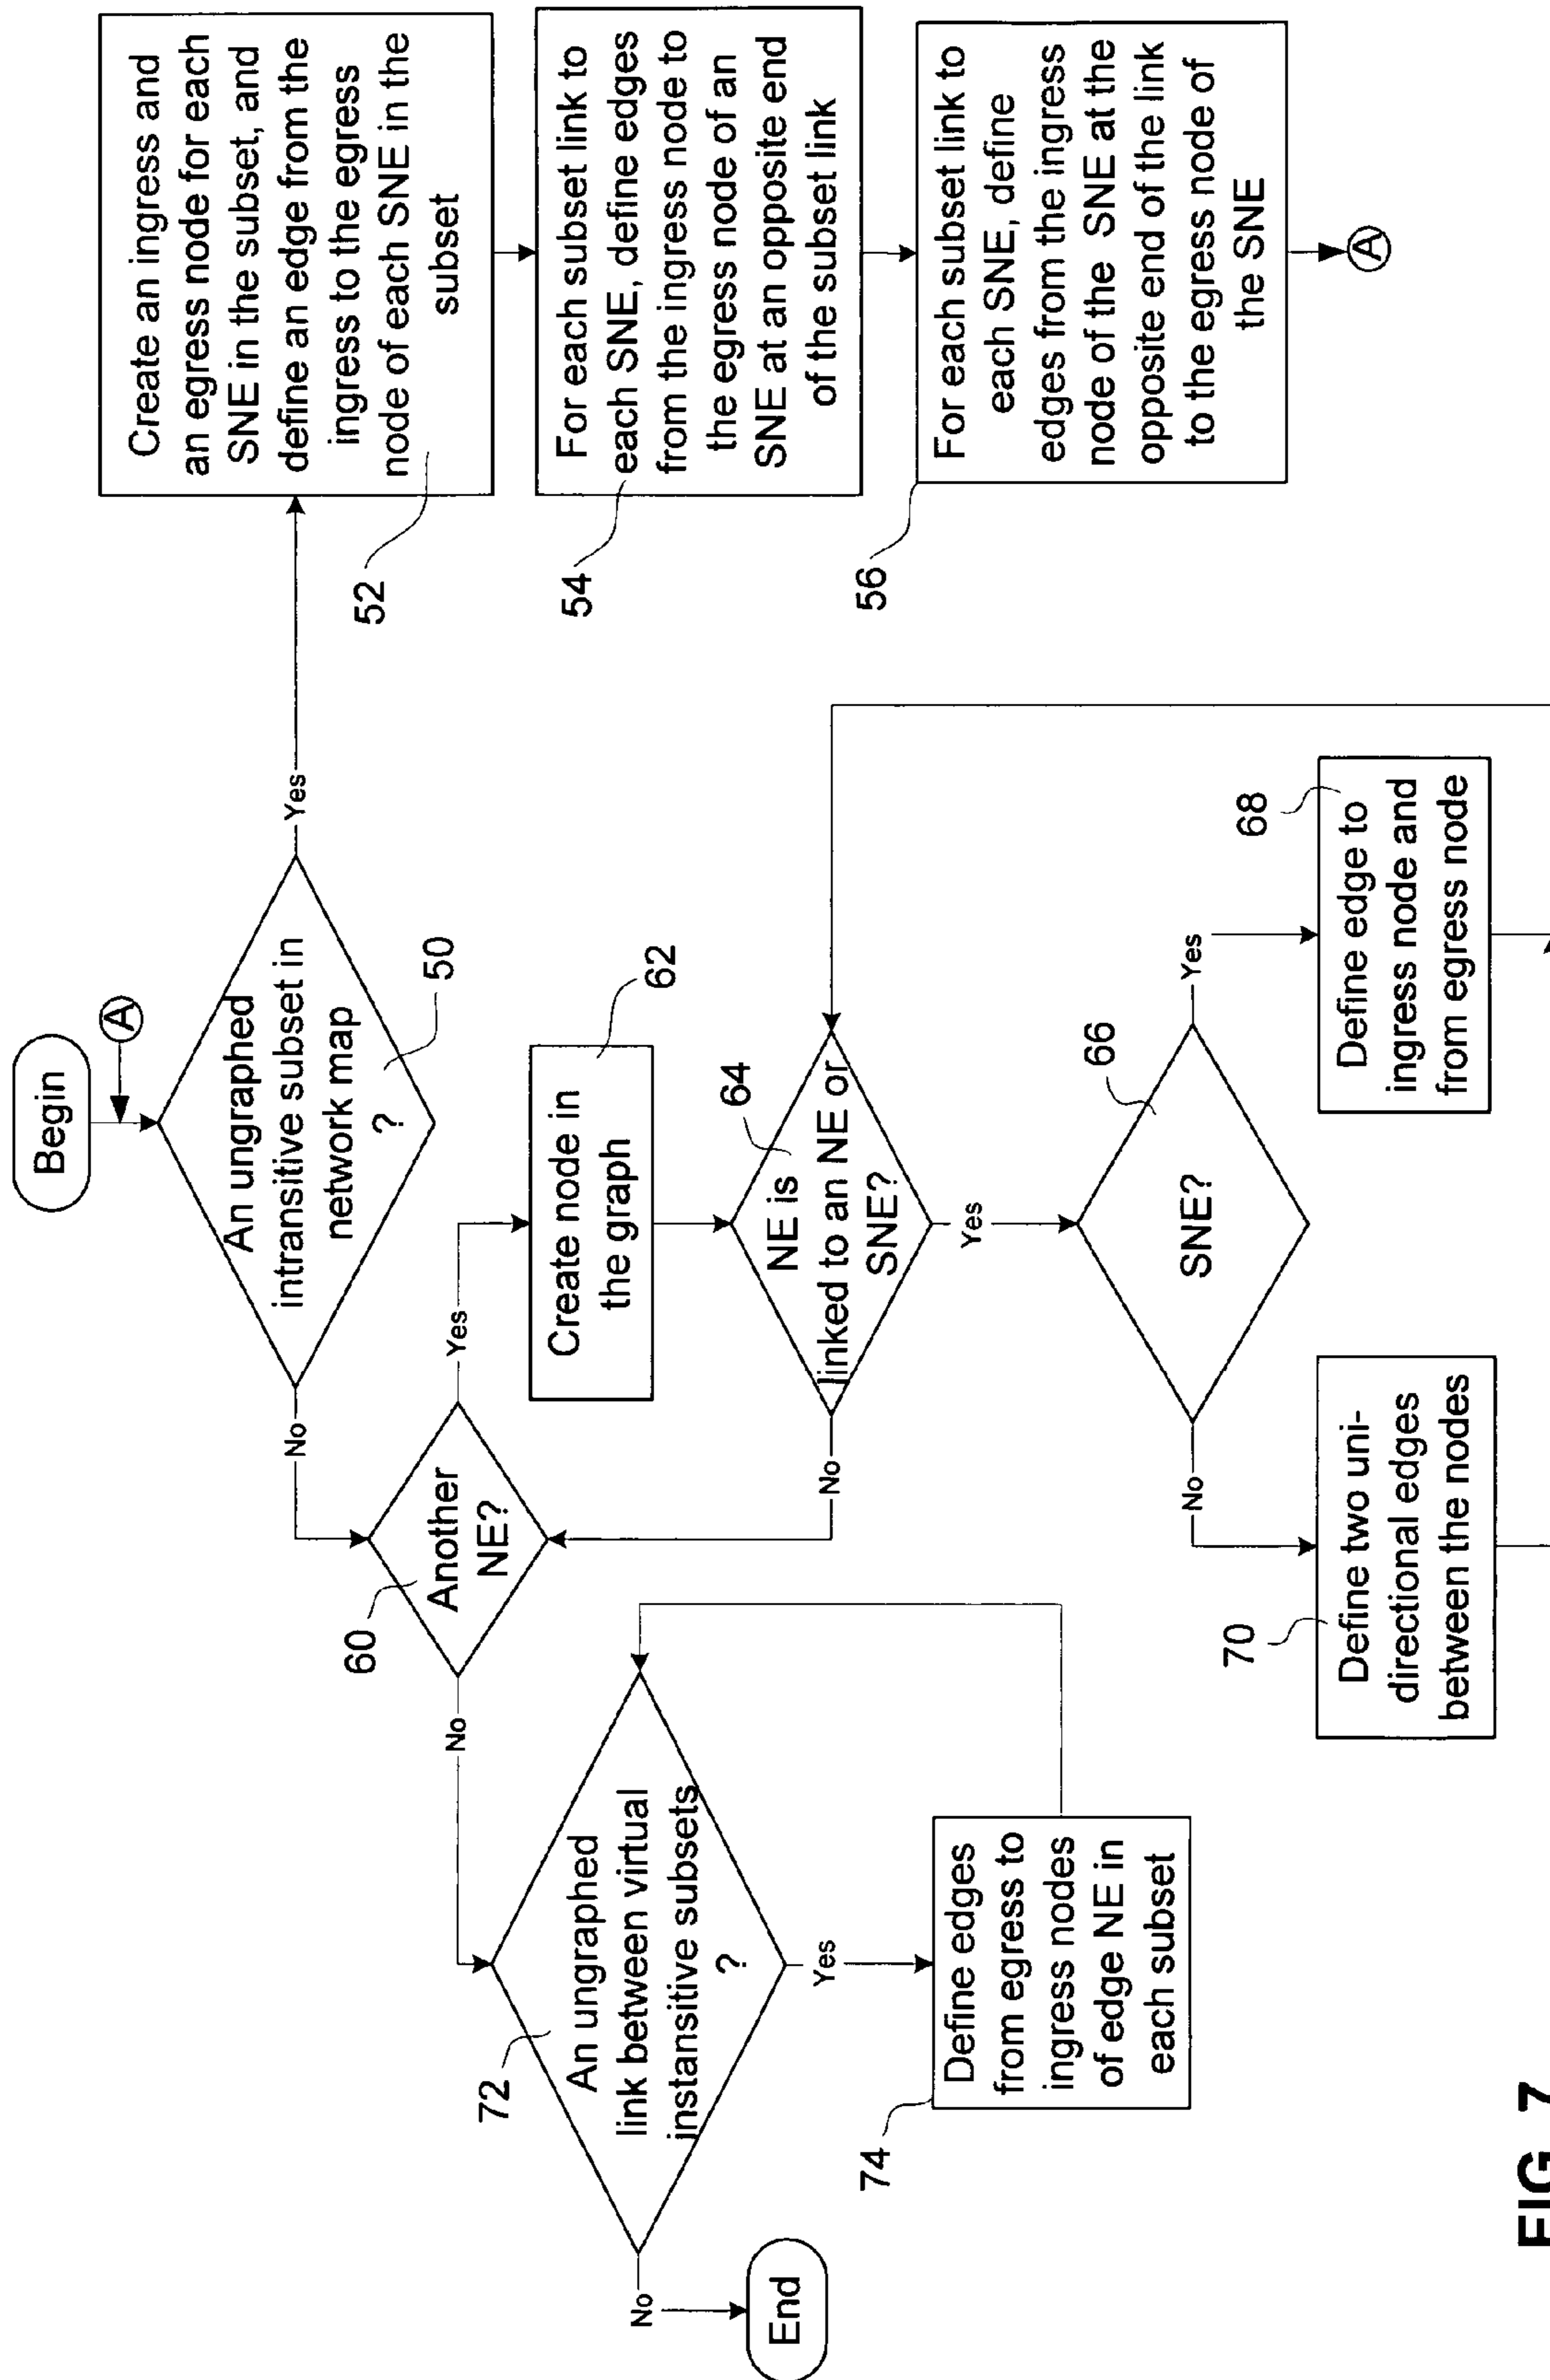 Begin
A
An ungraphed
intransitive subset in
network map
?
50
Yes
No
Create an ingress and
an egress node for each
SNE in the subset, and
define an edge from the
ingress to the egress
node of each SNE in the
subset
52
For each subset link to
each SNE, define edges
from the ingress node to
the egress node of an
SNE at an opposite end
of the subset link
54
For each subset link to
each SNE, define
edges from the ingress
node of the SNE at the
opposite end of the link
to the egress node of
the SNE
56
A
Another
NE?
60
Yes
No
Create node in
the graph
62
NE is
linked to an NE or
SNE?
64
No
Yes
SNE?
66
Yes
No
Define edge to
ingress node and
from egress node
68
Define two uni-
directional edges
between the nodes
70
An ungraphed
link between virtual
instansitive subsets
?
72
Yes
No
Define edges
from egress to
ingress nodes
of edge NE in
each subset
74
End
FIG. 7